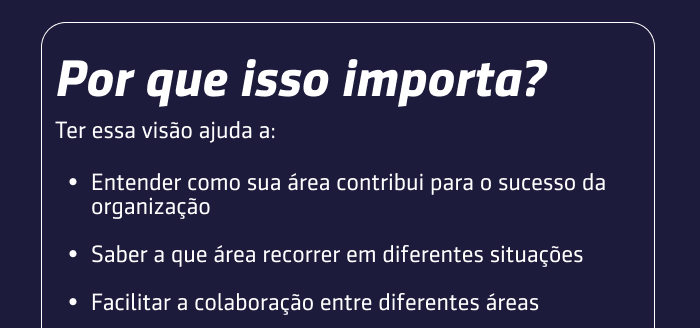 Por que isso importa?
Ter essa visão ajuda a:
• Entender como sua área contribui para o sucesso da
organização
• Saber a que área recorrer em diferentes situações
• Facilitar a colaboração entre diferentes áreas